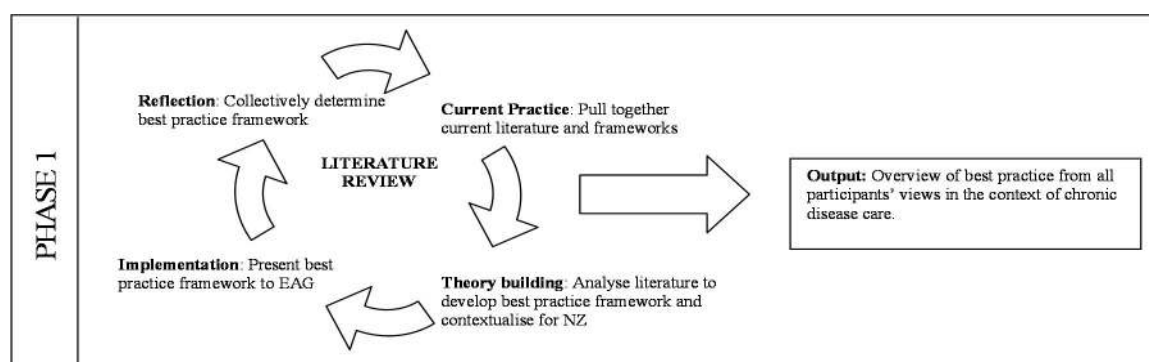 PHASE 1
Reflection: Collectively determine
best practice framework
Current Practice: Pull together
current literature and frameworks
LITERATURE
REVIEW
Output: Overview of best practice from all
participants' views in the context of chronic
disease care.
Implementation: Present best
practice framework to EAG
Theory building: Analyse literature to
develop best practice framework and
contextualise for NZ